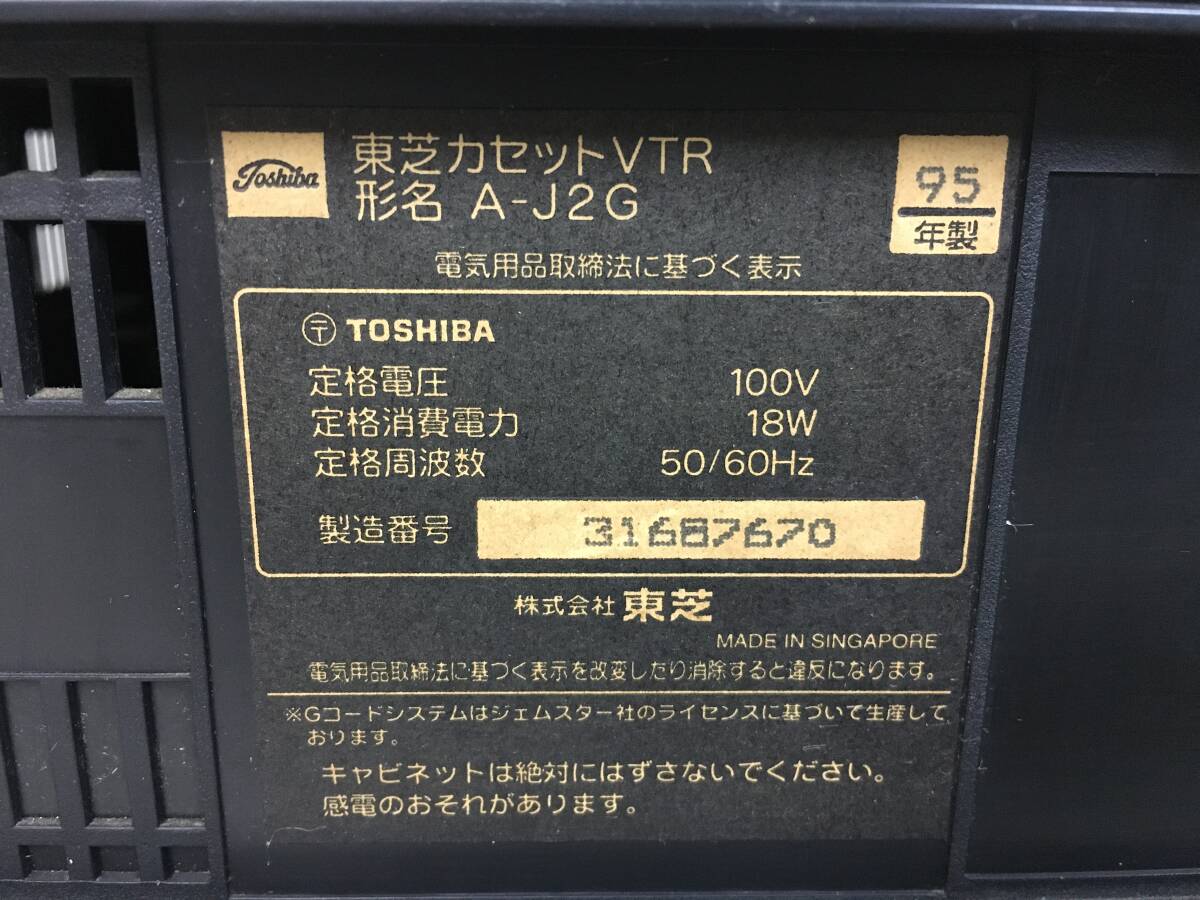 Toshiba
東芝カセットVTR
形名 A-J2G
95
年製
電気用品取締法に基づく表示
〒 TOSHIBA
定格電圧 100V
定格消費電力 18W
定格周波数 50/60Hz
製造番号 31687670
株式会社 東芝
MADE IN SINGAPORE
電気用品取締法に基づく表示を改変したり消除すると違反になります。
※Gコードシステムはジェムスター社のライセンスに基づいて生産して
おります。
キャビネットは絶対にはずさないでください。
感電のおそれがあります。